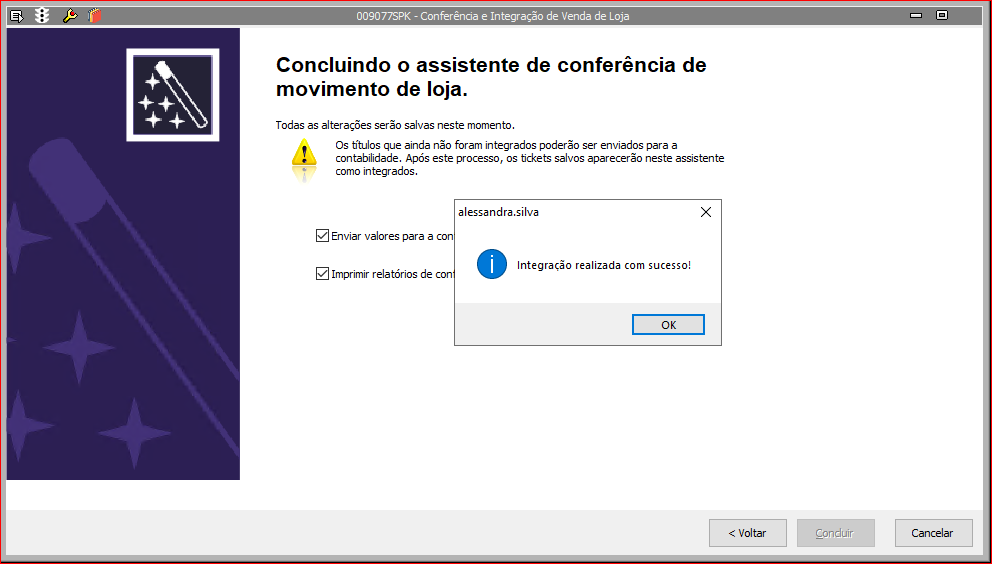 009077SPK - Conferência e Integração de Venda de Loja
Concluindo o assistente de conferência de
movimento de loja.
Todas as alterações serão salvas neste momento.
Os títulos que ainda não foram integrados poderão ser enviados para a
contabilidade. Após este processo, os tickets salvos aparecerão neste assistente
como integrados.
alessandra.silva
Enviar valores para a con
Integração realizada com sucesso!
Imprimir relatórios de conf
OK
< Voltar
Concluir
Cancelar